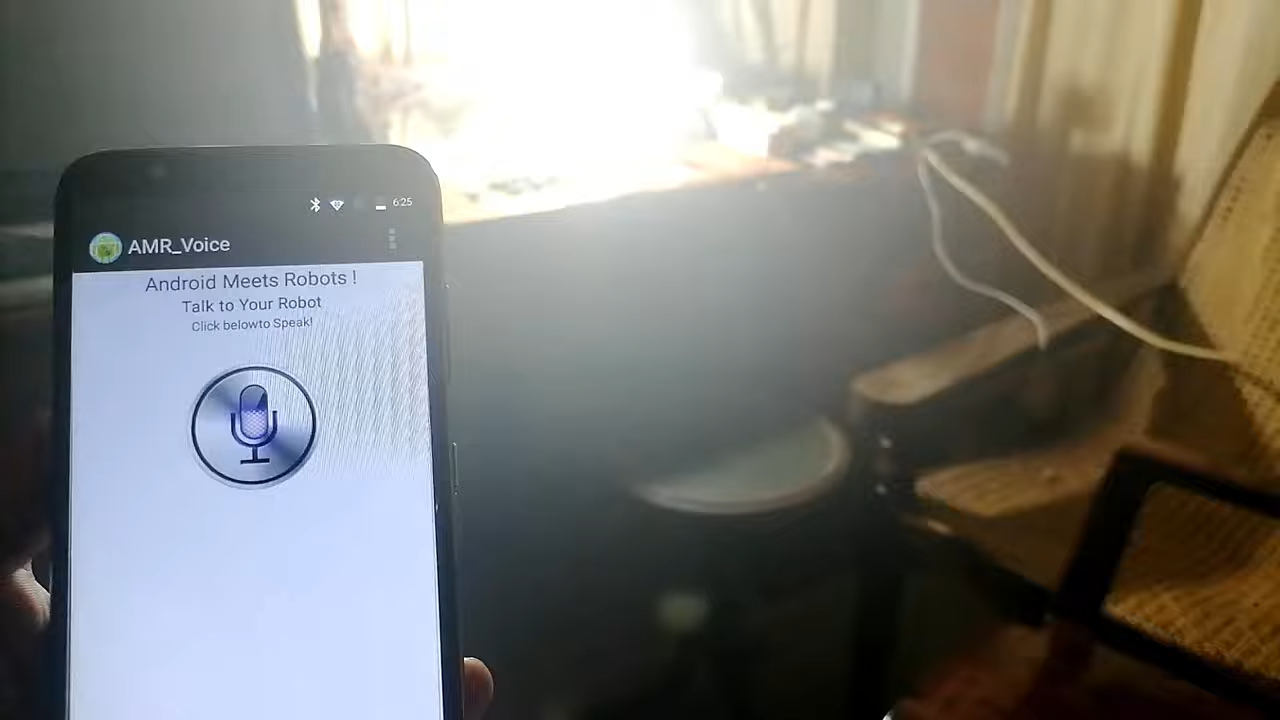 6:25
AMR_Voice
Android Meets Robots !
Talk to Your Robot
Click belowto Speak!